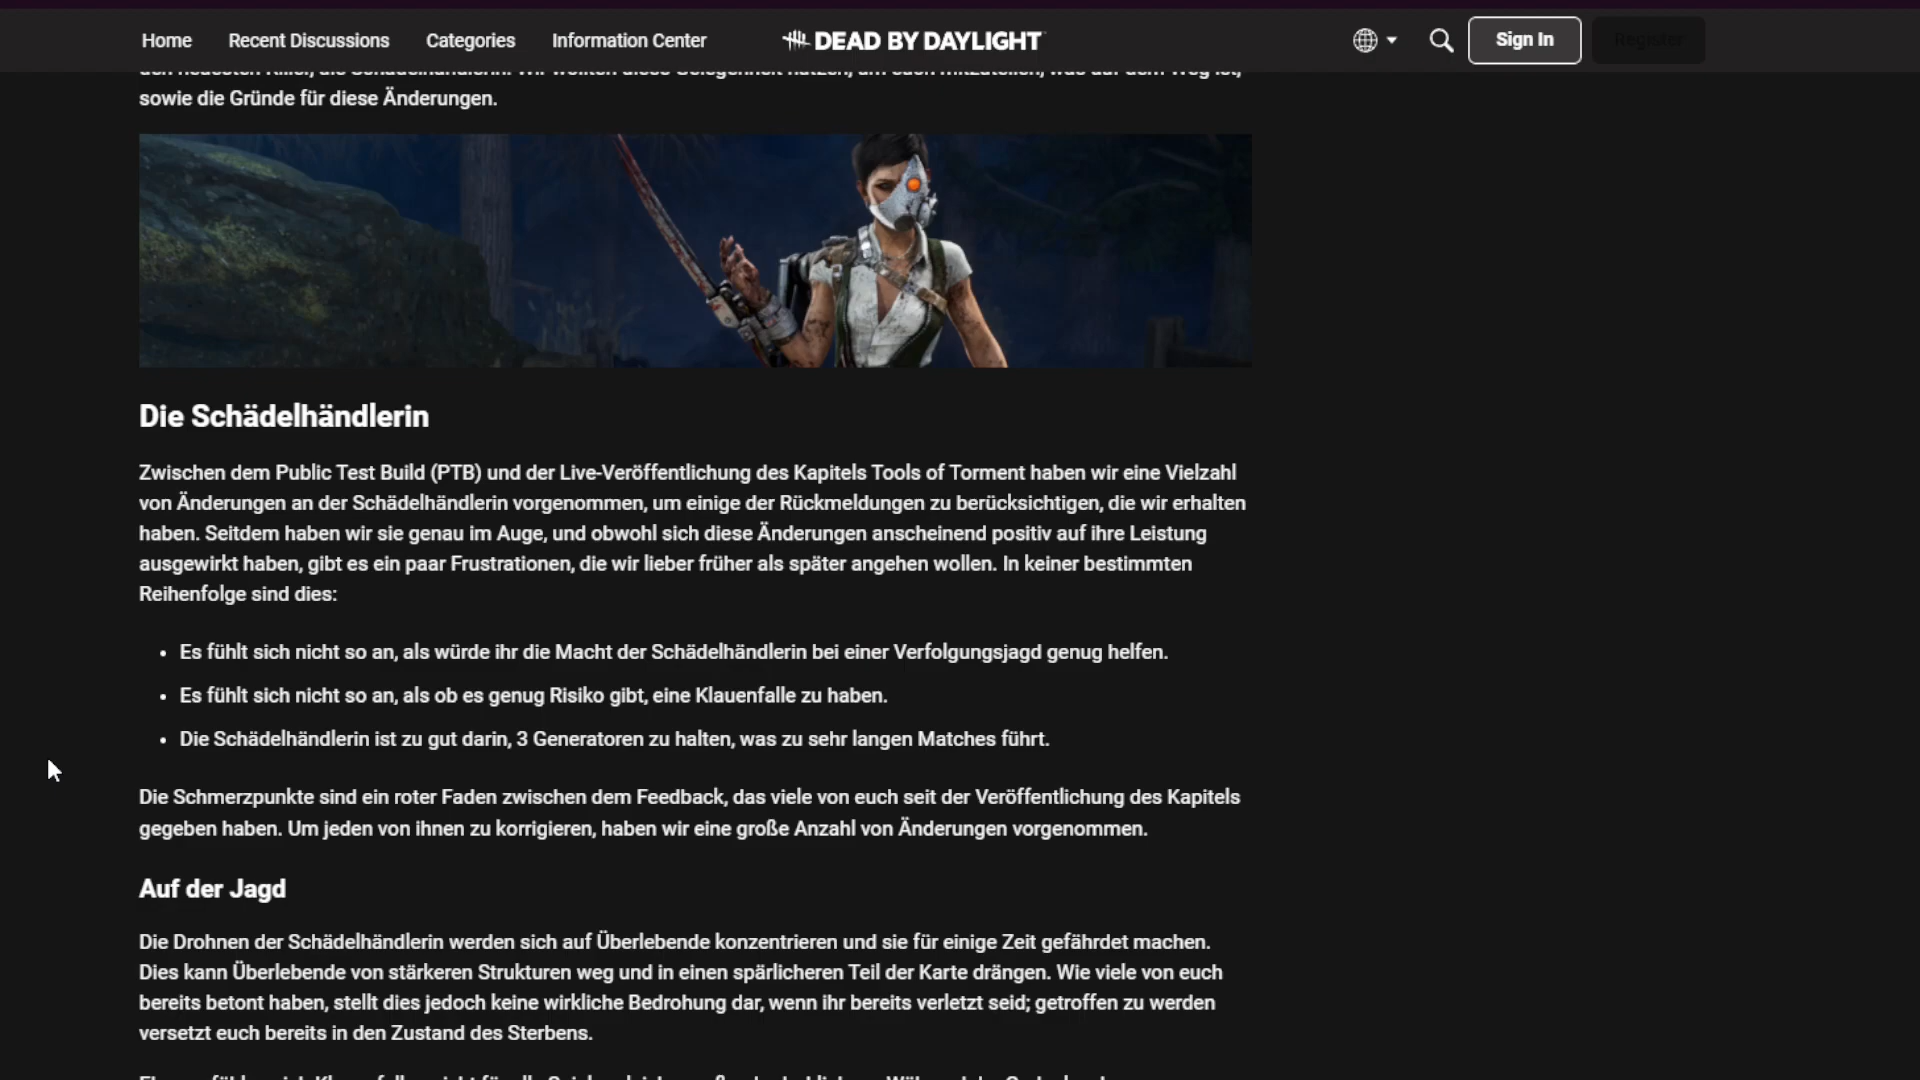 Home Recent Discussions Categories Information Center DEAD BY DAYLIGHT Sign In Register
den neuesten Killer, die Schädelhändlerin. Wir wollten diese Gelegenheit nutzen, um euch mitzuteilen, was auf dem Weg ist,
sowie die Gründe für diese Änderungen.
Die Schädelhändlerin
Zwischen dem Public Test Build (PTB) und der Live-Veröffentlichung des Kapitels Tools of Torment haben wir eine Vielzahl
von Änderungen an der Schädelhändlerin vorgenommen, um einige der Rückmeldungen zu berücksichtigen, die wir erhalten
haben. Seitdem haben wir sie genau im Auge, und obwohl sich diese Änderungen anscheinend positiv auf ihre Leistung
ausgewirkt haben, gibt es ein paar Frustrationen, die wir lieber früher als später angehen wollen. In keiner bestimmten
Reihenfolge sind dies:
• Es fühlt sich nicht so an, als würde ihr die Macht der Schädelhändlerin bei einer Verfolgungsjagd genug helfen.
• Es fühlt sich nicht so an, als ob es genug Risiko gibt, eine Klauenfalle zu haben.
• Die Schädelhändlerin ist zu gut darin, 3 Generatoren zu halten, was zu sehr langen Matches führt.
Die Schmerzpunkte sind ein roter Faden zwischen dem Feedback, das viele von euch seit der Veröffentlichung des Kapitels
gegeben haben. Um jeden von ihnen zu korrigieren, haben wir eine große Anzahl von Änderungen vorgenommen.
Auf der Jagd
Die Drohnen der Schädelhändlerin werden sich auf Überlebende konzentrieren und sie für einige Zeit gefährdet machen.
Dies kann Überlebende von stärkeren Strukturen weg und in einen spärlicheren Teil der Karte drängen. Wie viele von euch
bereits betont haben, stellt dies jedoch keine wirkliche Bedrohung dar, wenn ihr bereits verletzt seid; getroffen zu werden
versetzt euch bereits in den Zustand des Sterbens.